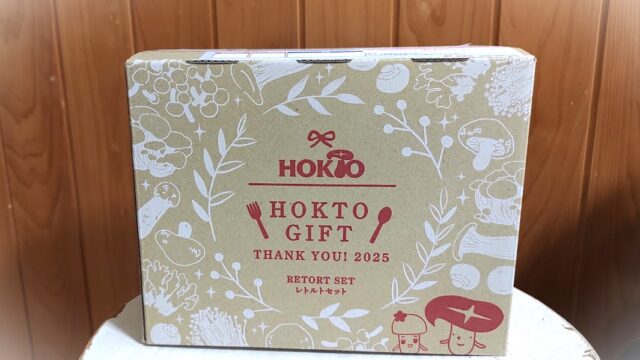 HOKTO
HOKTO
GIFT
THANK YOU! 2025
RETORT SET
レトルトセット